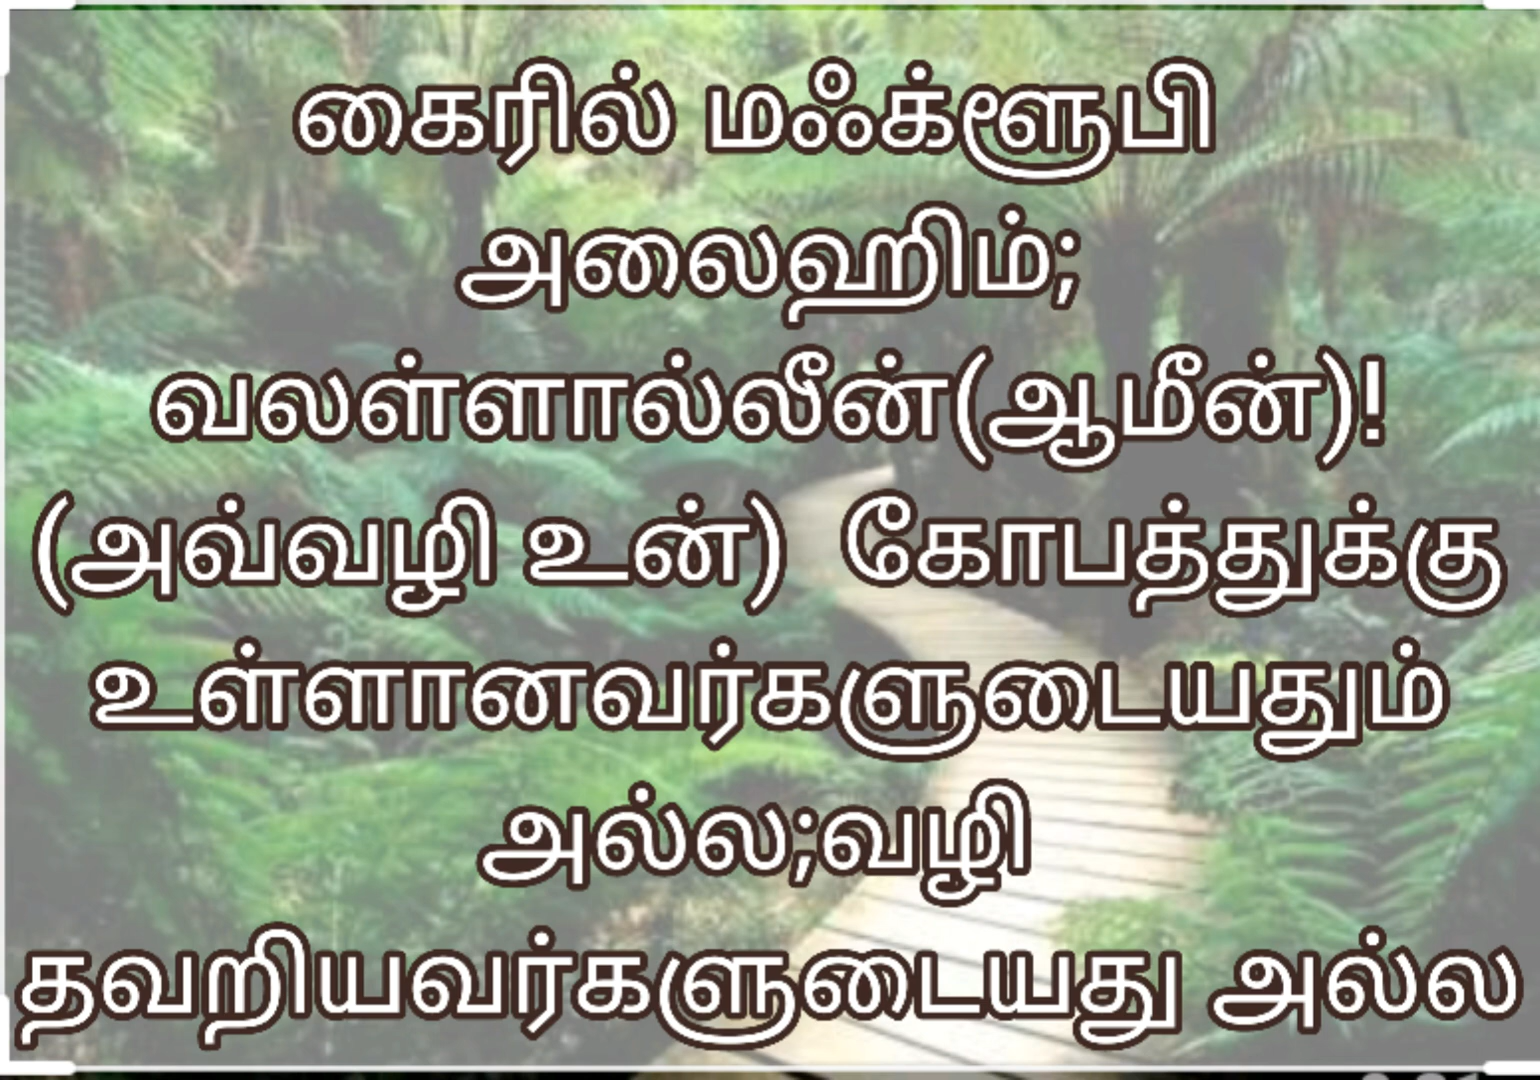 கைரில் மஃக்ளூபி
அலைஹிம்;
வலள்ளால்லீன்(ஆமீன்)!
(அவ்வழி உன்) கோபத்துக்கு
உள்ளானவர்களுடையதும்
அல்ல;வழி
தவறியவர்களுடையது அல்ல